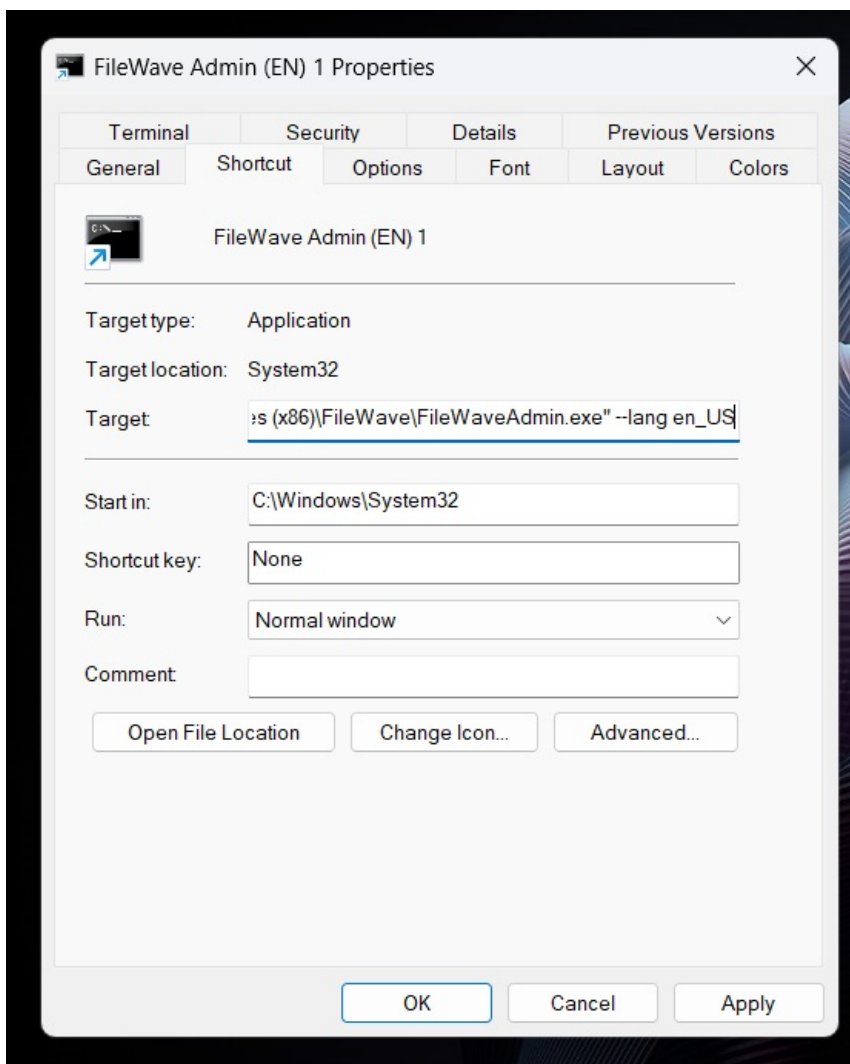 FileWave Admin (EN) 1 Properties
Terminal Security Details Previous Versions
General Shortcut Options Font Layout Colors
C:\_
FileWave Admin (EN) 1
Target type: Application
Target location: System32
Target: es (x86)\FileWave\FileWaveAdmin.exe" --lang en_US
Start in: C:\Windows\System32
Shortcut key: None
Run: Normal window
Comment:
Open File Location Change Icon... Advanced...
OK Cancel Apply